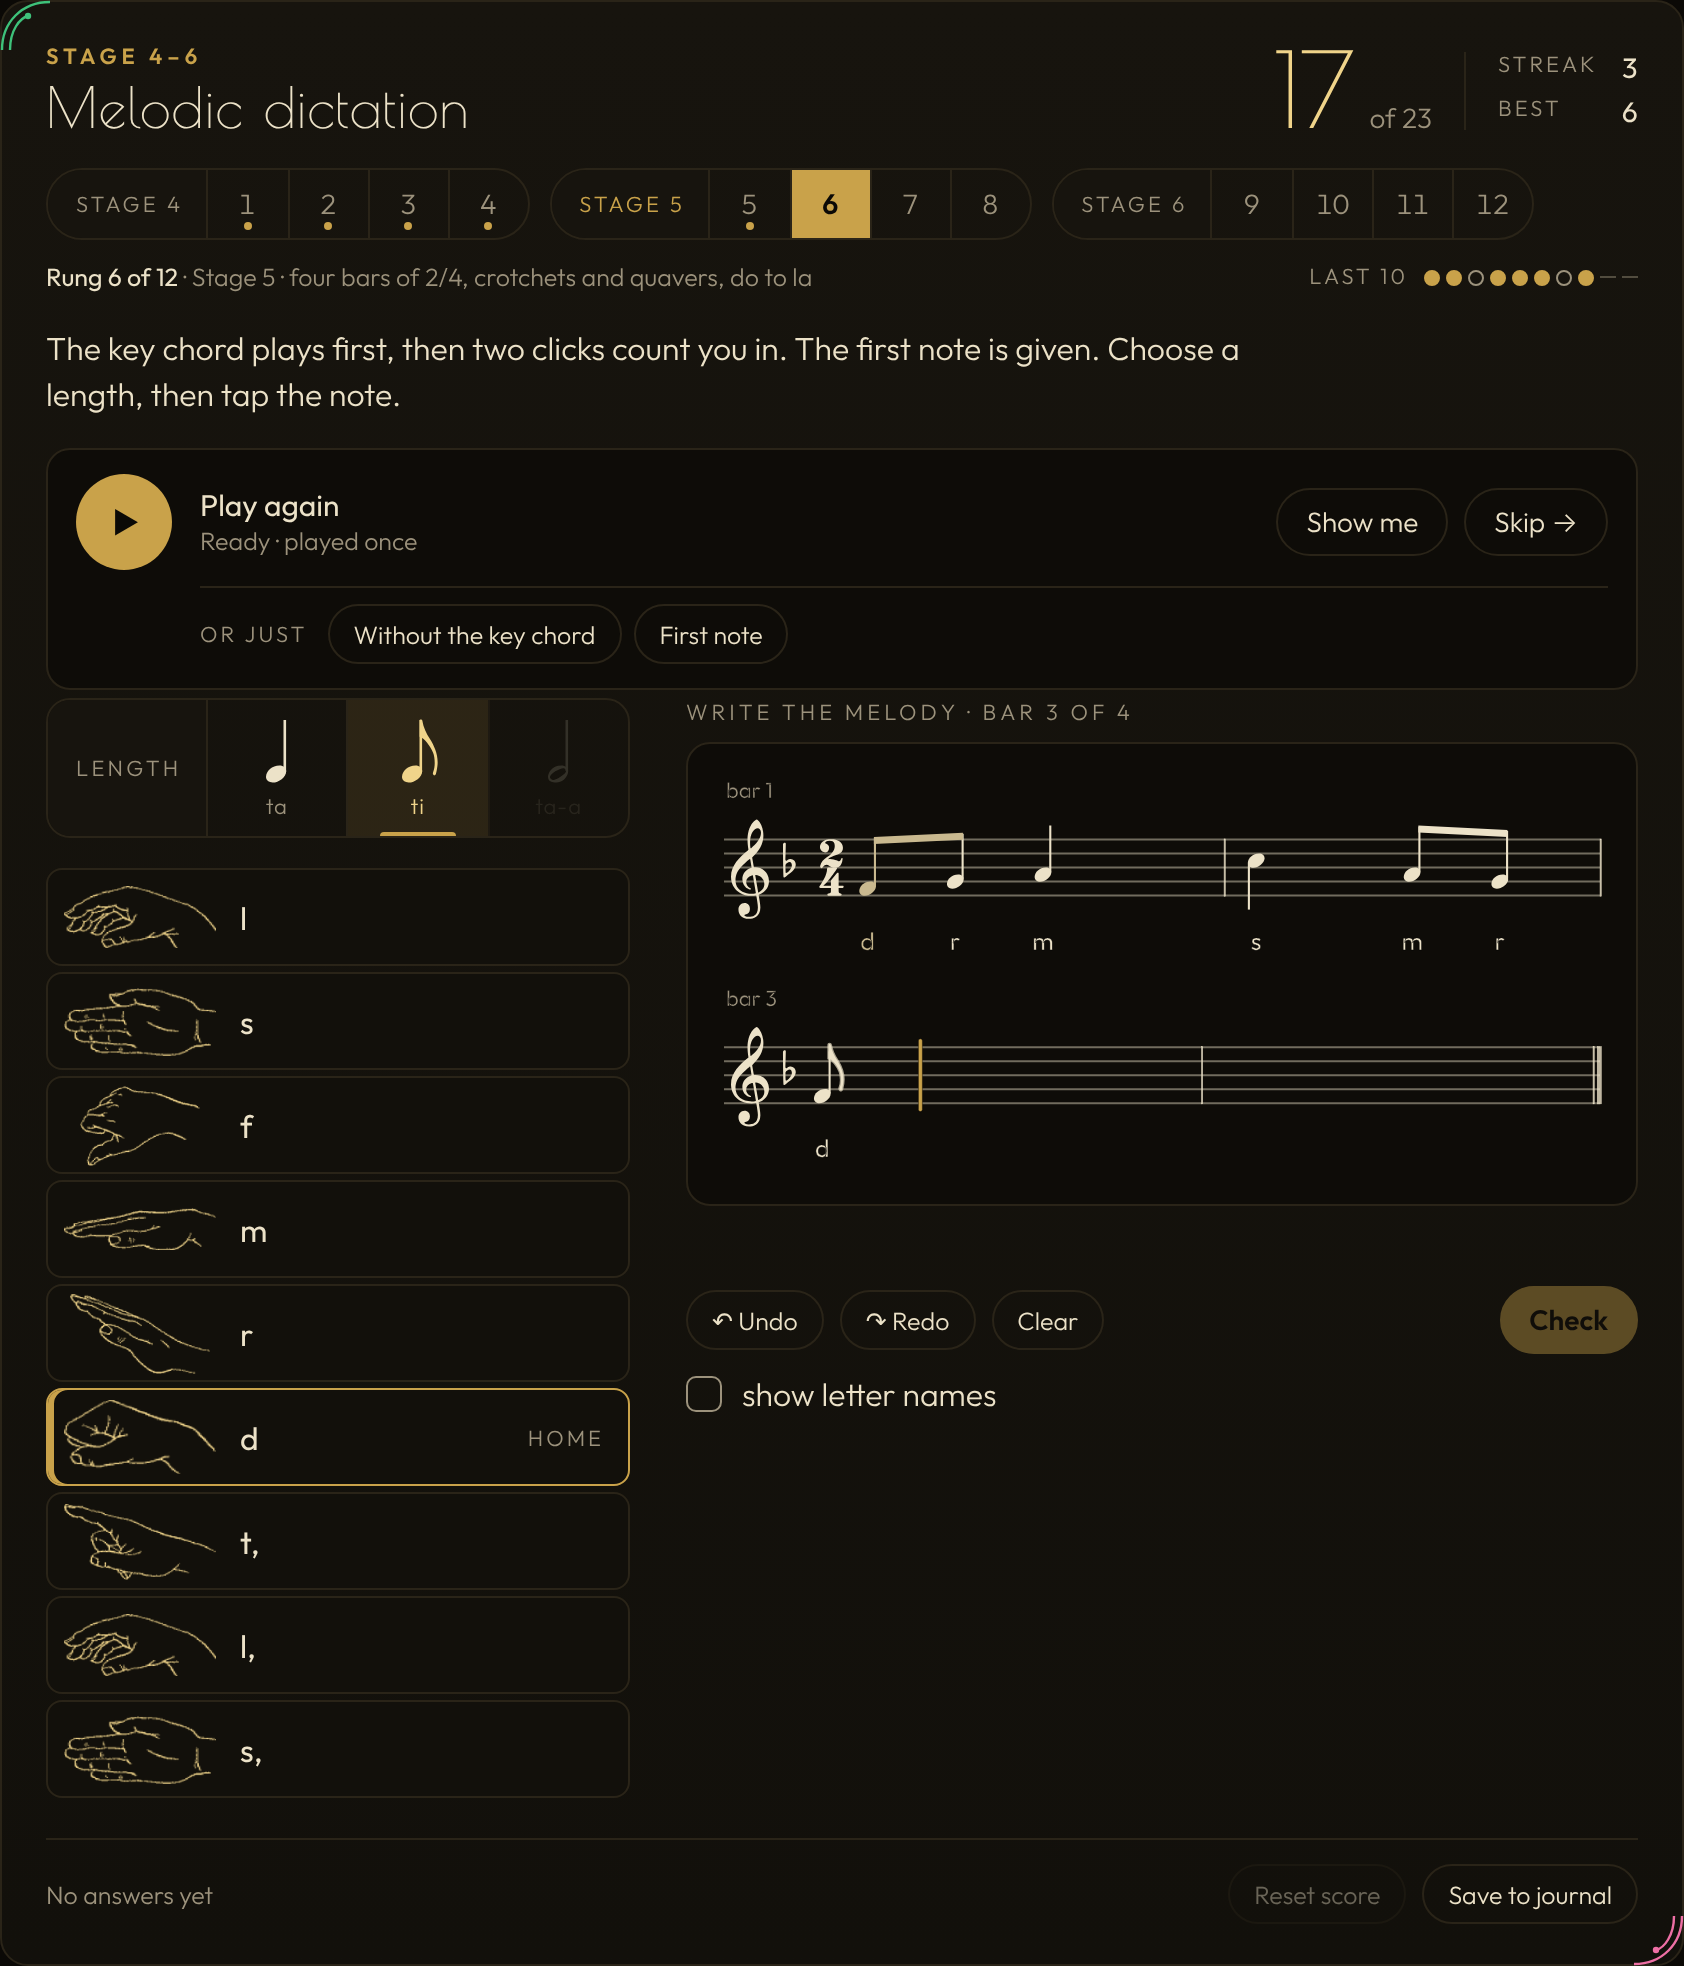 STAGE 4–6
Melodic dictation
17 of 23
STREAK 3
BEST 6
STAGE 4 1 2 3 4 STAGE 5 5 6 7 8 STAGE 6 9 10 11 12
Rung 6 of 12 · Stage 5 · four bars of 2/4, crotchets and quavers, do to la
LAST 10
The key chord plays first, then two clicks count you in. The first note is given. Choose a
length, then tap the note.
Play again
Ready · played once
Show me Skip →
OR JUST Without the key chord First note
LENGTH ta ti ta-a
WRITE THE MELODY · BAR 3 OF 4
bar 1
2
4
d r m s m r
bar 3
d
l
s
f
m
r
d HOME
t,
l,
s,
↶ Undo ↷ Redo Clear Check
show letter names
No answers yet
Reset score Save to journal